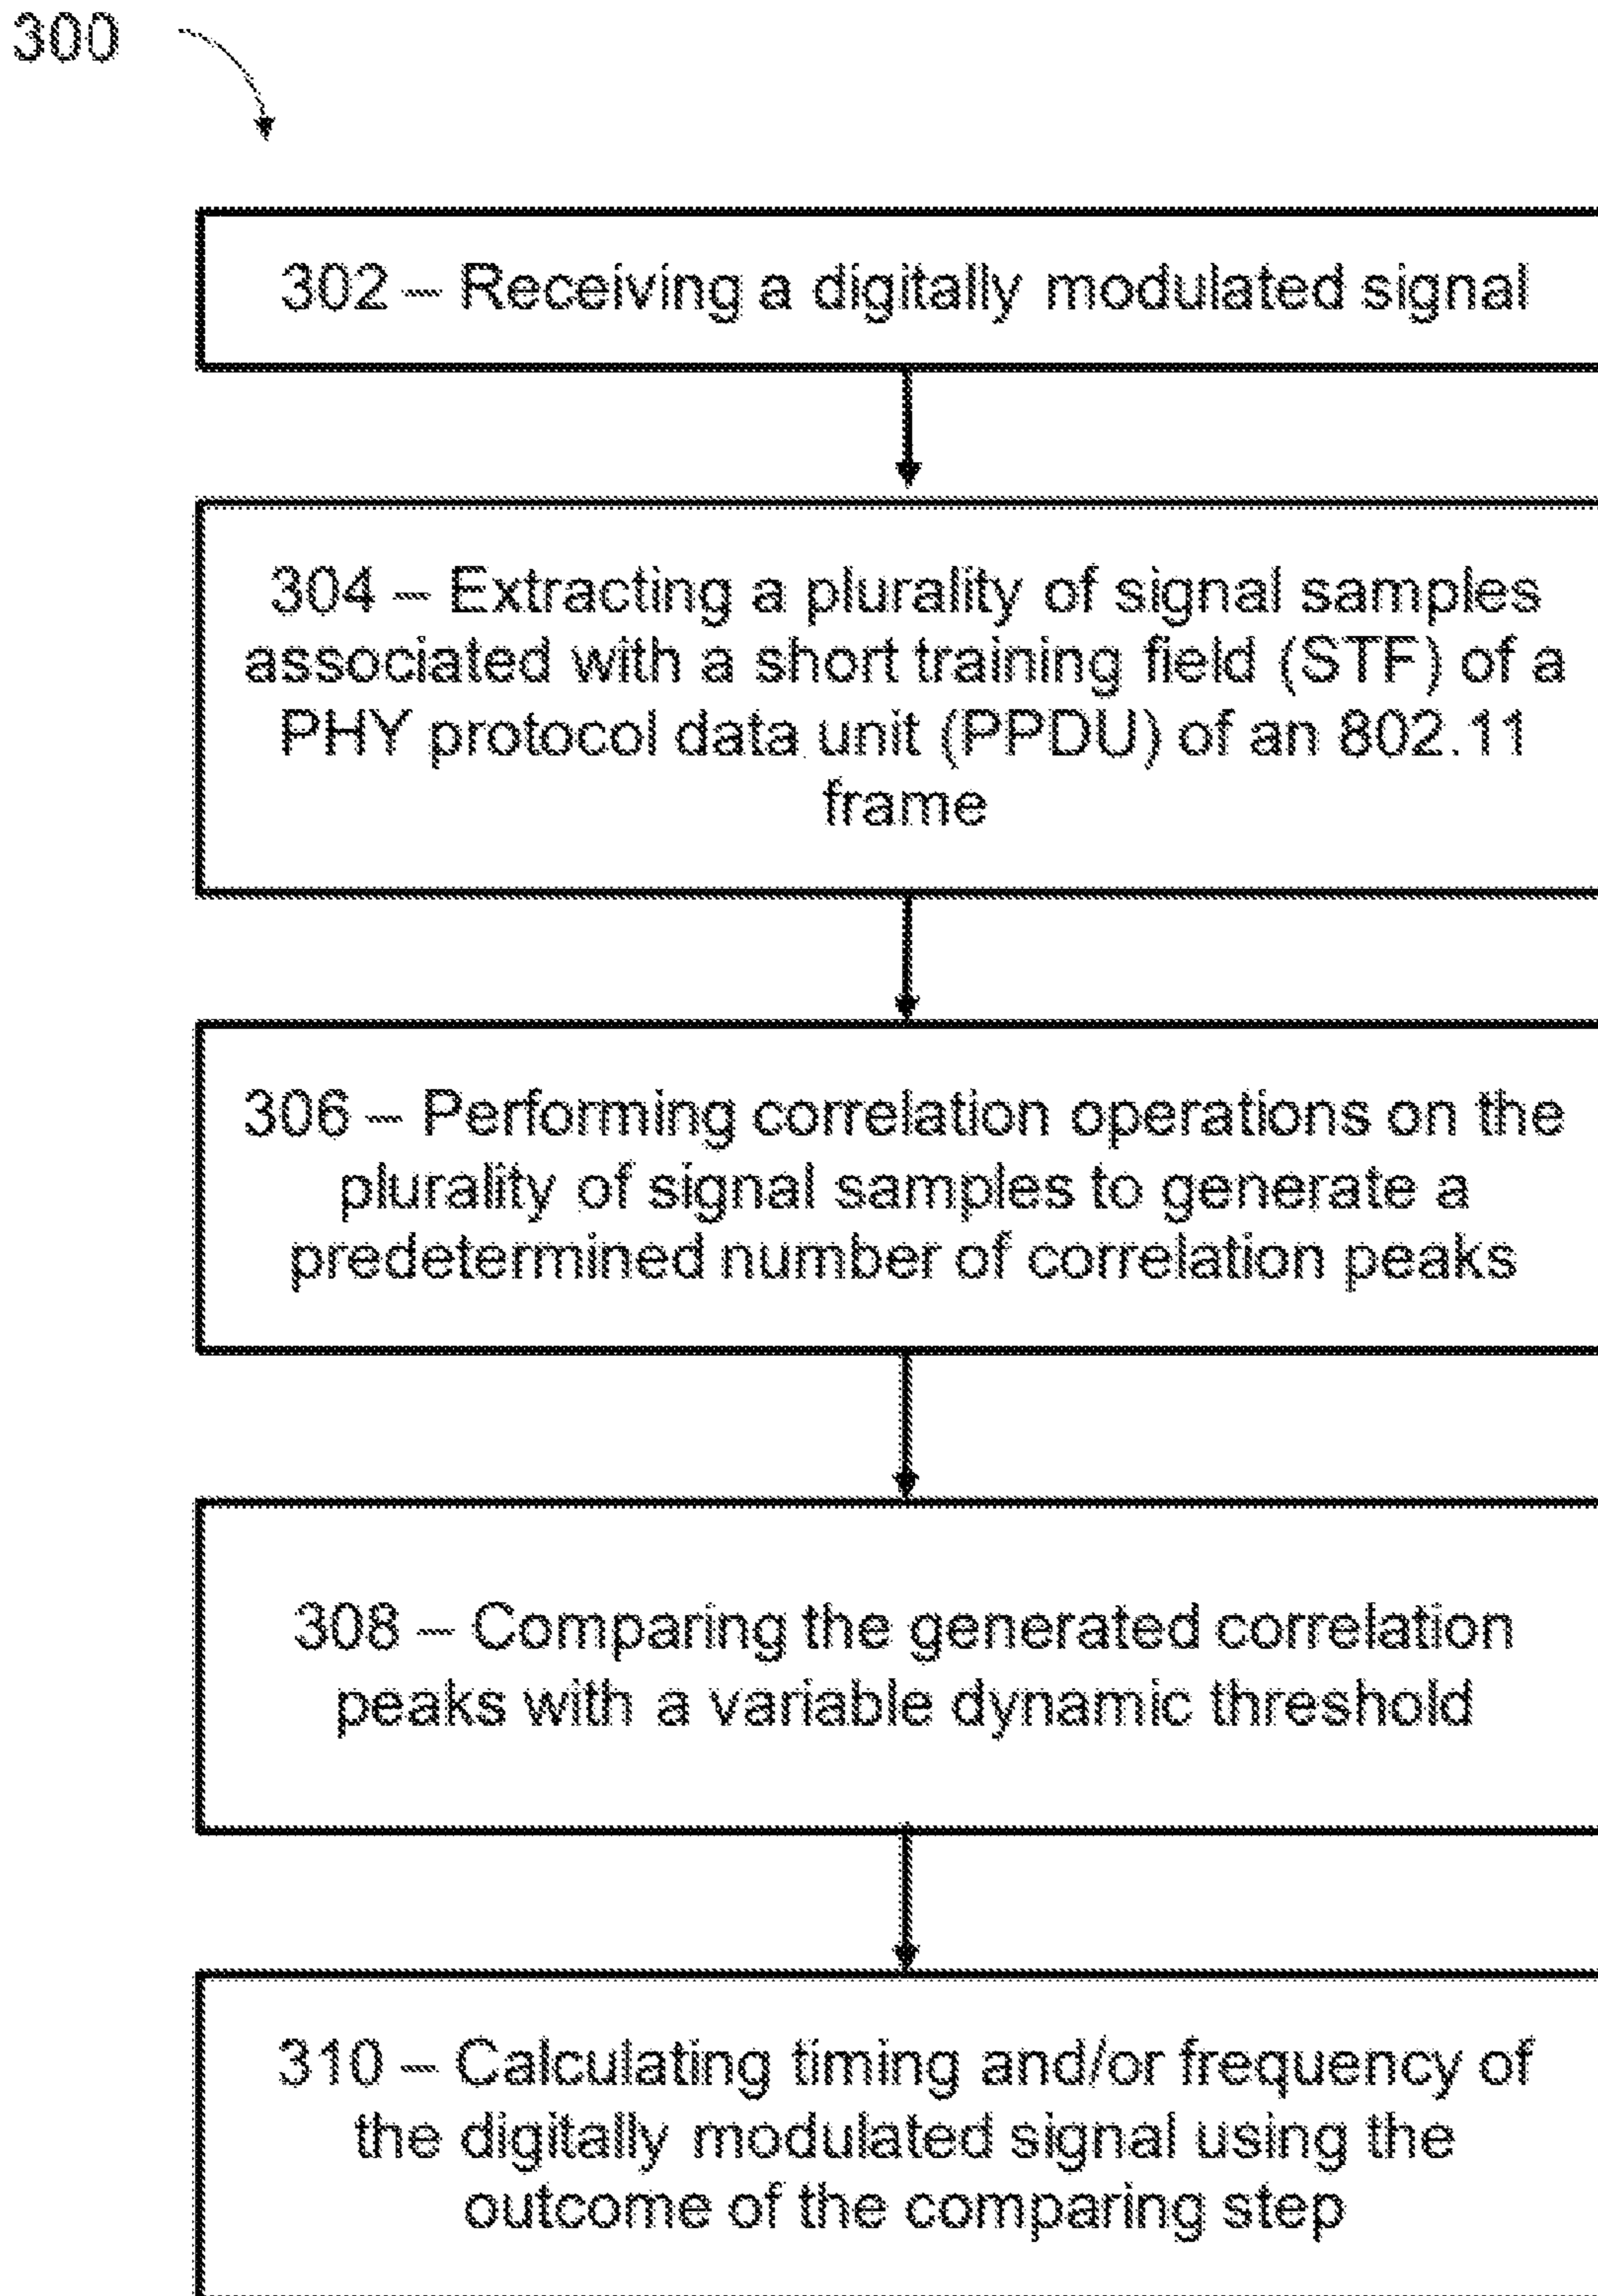 300
302 – Receiving a digitally modulated signal
304 – Extracting a plurality of signal samples
associated with a short training field (STF) of a
PHY protocol data unit (PPDU) of an 802.11
frame
306 – Performing correlation operations on the
plurality of signal samples to generate a
predetermined number of correlation peaks
308 – Comparing the generated correlation
peaks with a variable dynamic threshold
310 – Calculating timing and/or frequency of
the digitally modulated signal using the
outcome of the comparing step